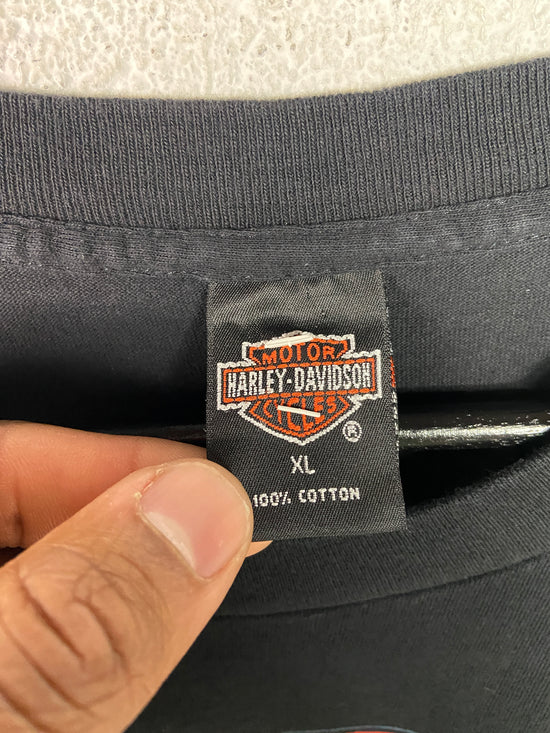 MOTOR
HARLEY-DAVIDSON
CYCLES
®
XL
100% COTTON